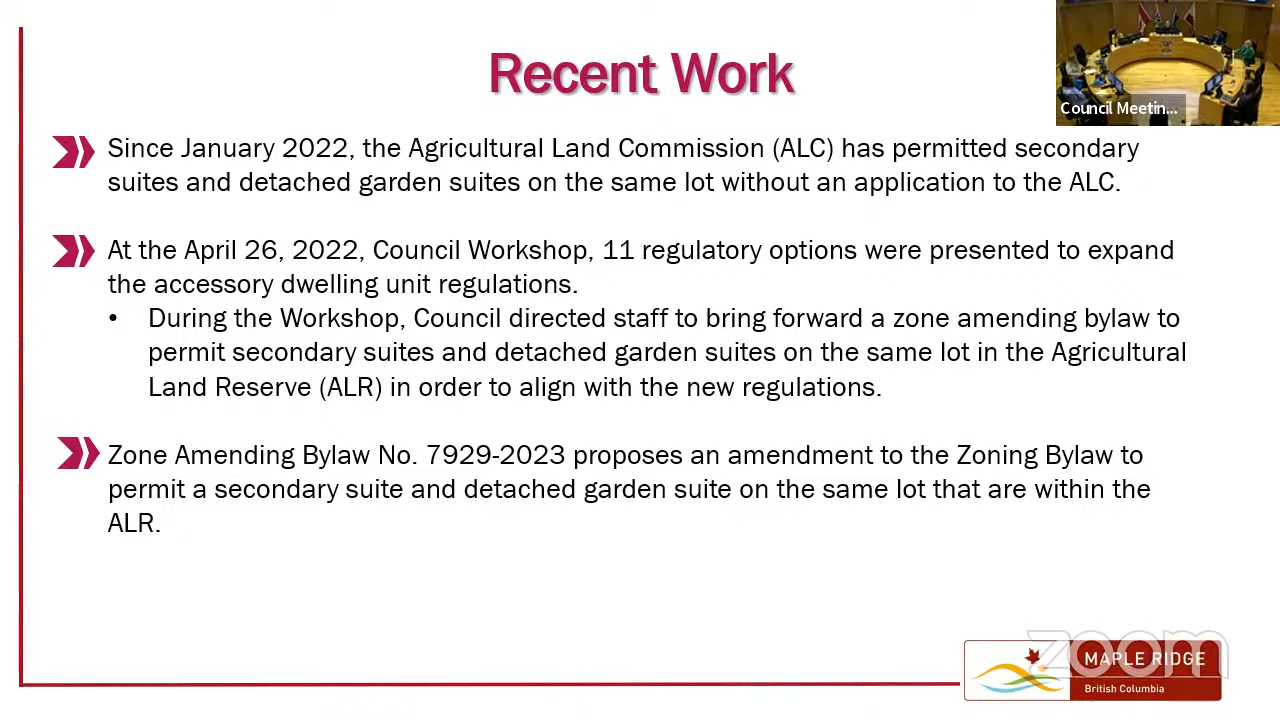 Recent Work
Council Meetin...
Since January 2022, the Agricultural Land Commission (ALC) has permitted secondary
suites and detached garden suites on the same lot without an application to the ALC.
At the April 26, 2022, Council Workshop, 11 regulatory options were presented to expand
the accessory dwelling unit regulations.
• During the Workshop, Council directed staff to bring forward a zone amending bylaw to
permit secondary suites and detached garden suites on the same lot in the Agricultural
Land Reserve (ALR) in order to align with the new regulations.
Zone Amending Bylaw No. 7929-2023 proposes an amendment to the Zoning Bylaw to
permit a secondary suite and detached garden suite on the same lot that are within the
ALR.
zoom
MAPLE RIDGE
British Columbia